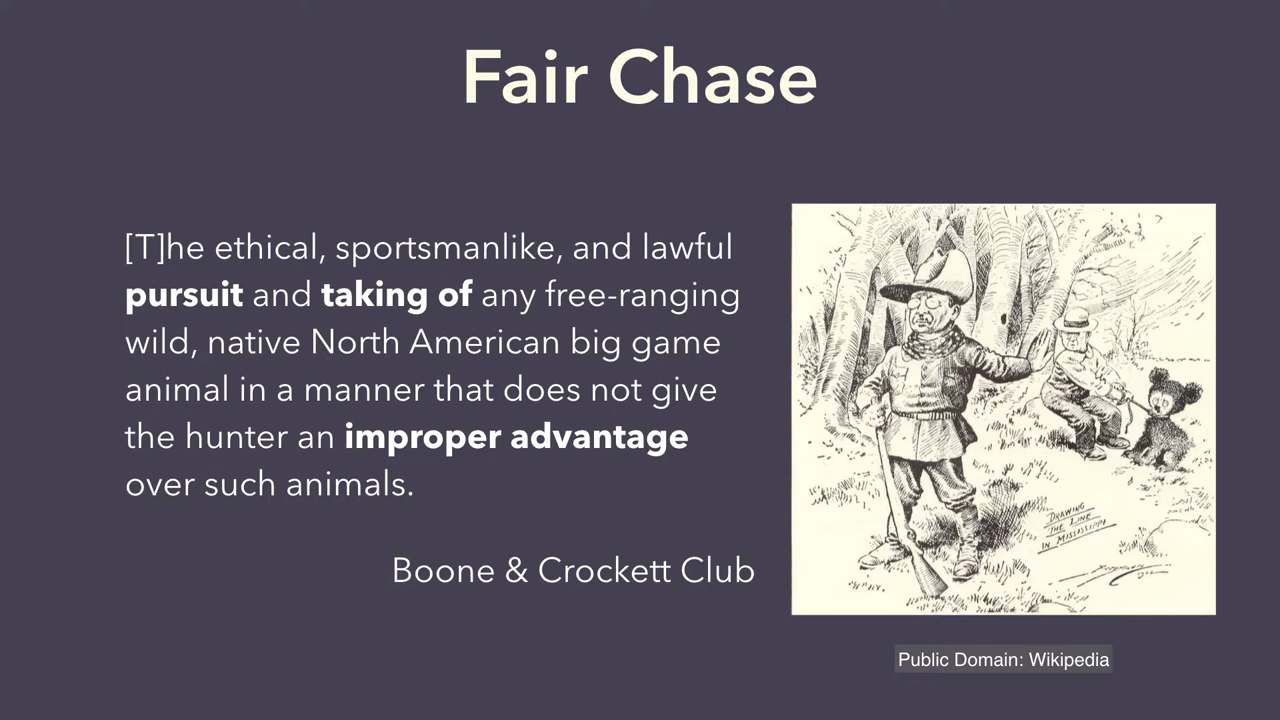 Fair Chase
[T]he ethical, sportsmanlike, and lawful
pursuit and taking of any free-ranging
wild, native North American big game
animal in a manner that does not give
the hunter an improper advantage
over such animals.
Boone & Crockett Club
DRAWING
THE LINE
IN MISSISSIPPI
1902
Public Domain: Wikipedia